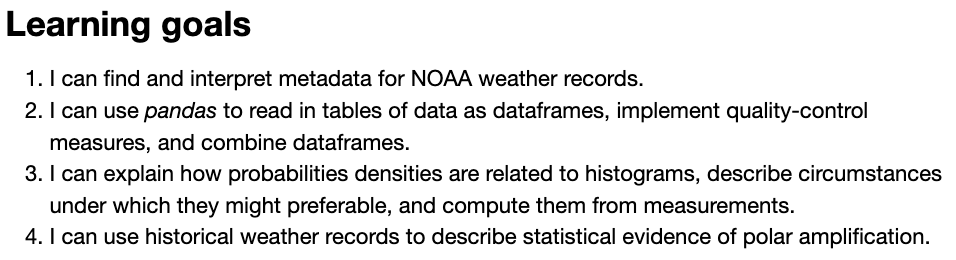 Learning goals
1. I can find and interpret metadata for NOAA weather records.
2. I can use pandas to read in tables of data as dataframes, implement quality-control
measures, and combine dataframes.
3. I can explain how probabilities densities are related to histograms, describe circumstances
under which they might preferable, and compute them from measurements.
4. I can use historical weather records to describe statistical evidence of polar amplification.